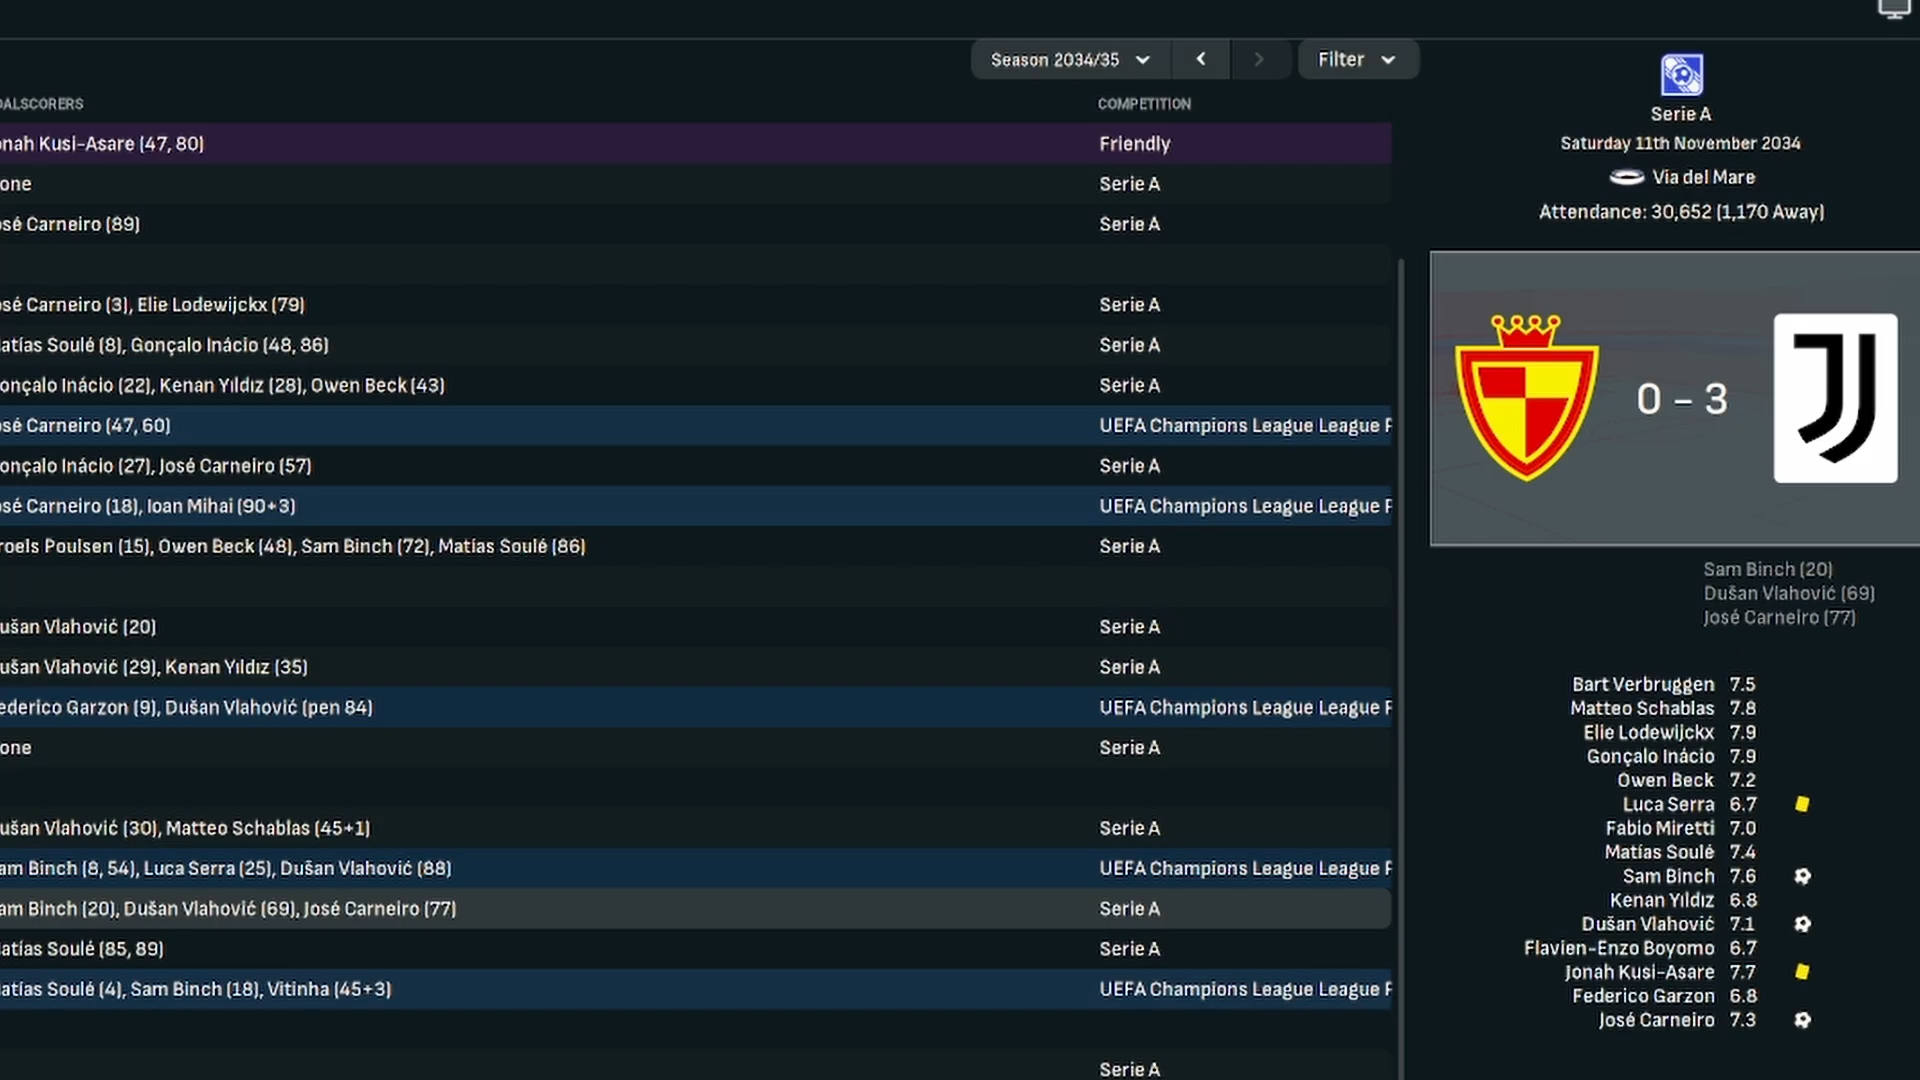 Season 2034/35
Filter
OALSCORERS
COMPETITION
onah Kusi-Asare (47, 80)
Friendly
one
Serie A
osé Carneiro (89)
Serie A
osé Carneiro (3), Elie Lodewijckx (79)
Serie A
latías Soulé (8), Gonçalo Inácio (48, 86)
Serie A
onçalo Inácio (22), Kenan Yıldız (28), Owen Beck (43)
Serie A
osé Carneiro (47, 60)
UEFA Champions League League P
onçalo Inácio (27), José Carneiro (57)
Serie A
osé Carneiro (18), Ioan Mihai (90+3)
UEFA Champions League League P
roels Poulsen (15), Owen Beck (48), Sam Binch (72), Matías Soulé (86)
Serie A
ušan Vlahović (20)
Serie A
ušan Vlahović (29), Kenan Yıldız (35)
Serie A
ederico Garzon (9), Dušan Vlahović (pen 84)
UEFA Champions League League P
one
Serie A
ušan Vlahović (30), Matteo Schablas (45+1)
Serie A
am Binch (8, 54), Luca Serra (25), Dušan Vlahović (88)
UEFA Champions League League P
am Binch (20), Dušan Vlahović (69), José Carneiro (77)
Serie A
latías Soulé (85, 89)
Serie A
latías Soulé (4), Sam Binch (18), Vitinha (45+3)
UEFA Champions League League P
Serie A
Serie A
Saturday 11th November 2034
Via del Mare
Attendance: 30,652 (1,170 Away)
0 - 3
Sam Binch (20)
Dušan Vlahović (69)
José Carneiro (77)
Bart Verbruggen 7.5
Matteo Schablas 7.8
Elie Lodewijckx 7.9
Gonçalo Inácio 7.9
Owen Beck 7.2
Luca Serra 6.7
Fabio Miretti 7.0
Matías Soulé 7.4
Sam Binch 7.6
Kenan Yıldız 6.8
Dušan Vlahović 7.1
Flavien-Enzo Boyomo 6.7
Jonah Kusi-Asare 7.7
Federico Garzon 6.8
José Carneiro 7.3